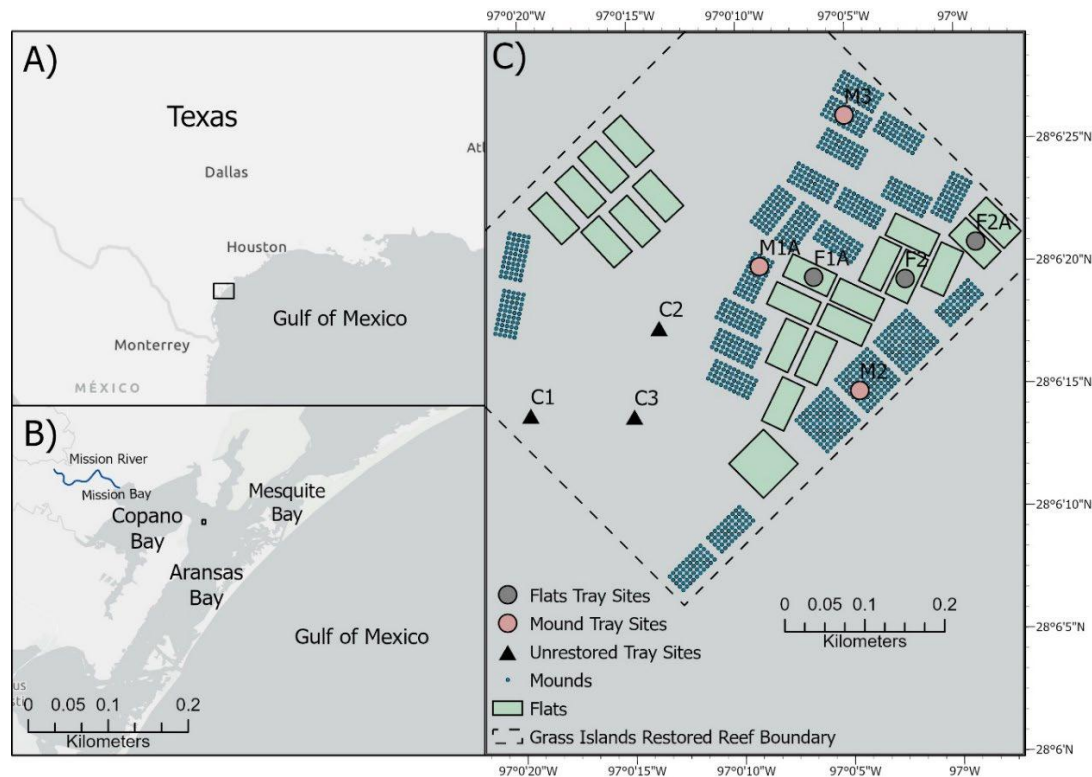 A)
Texas
Dallas
Houston
Gulf of Mexico
Monterrey
MÉXICO
B)
Mission River
Mission Bay
Copano
Bay
Mesquite
Bay
Aransas
Bay
Gulf of Mexico
0 0.05 0.1 0.2
Kilometers
C)
97°0'20"W 97°0'15"W 97°0'10"W 97°0'5"W 97°0'W
28°6'25"N
28°6'20"N
28°6'15"N
28°6'10"N
28°6'5"N
28°6'N
M3
M1A
F1A
F2
F2A
M2
C2
C1
C3
Flats Tray Sites
Mound Tray Sites
Unrestored Tray Sites
Mounds
Flats
Grass Islands Restored Reef Boundary
0 0.05 0.1 0.2
Kilometers
97°0'20"W 97°0'15"W 97°0'10"W 97°0'5"W 97°0'W